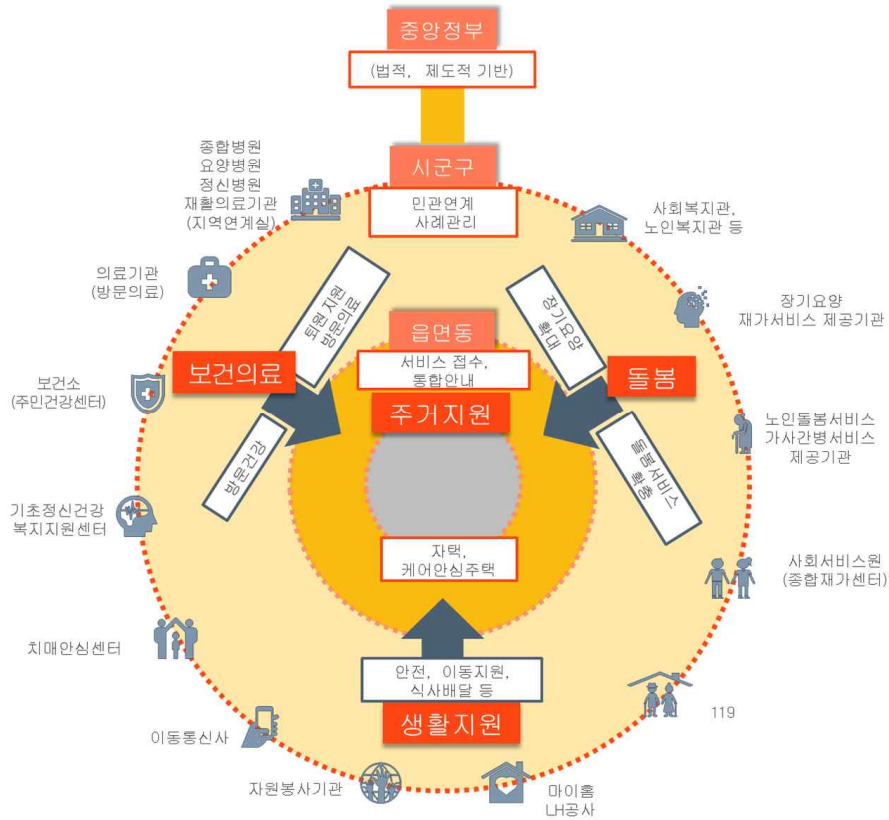 중앙정부
(법적, 제도적 기반)
시군구
민관연계
사례관리
종합병원
요양병원
정신병원
재활의료기관
(지역연계실)
사회복지관,
노인복지관 등
의료기관
(방문의료)
장기요양
재가서비스 제공기관
퇴원 지원
방문의료
장기요양
확대
읍면동
서비스 접수,
통합안내
보건의료
주거지원
돌봄
보건소
(주민건강센터)
노인돌봄서비스
가사간병서비스
제공기관
방문건강
돌봄서비스
확충
기초정신건강
복지지원센터
자택,
케어안심주택
사회서비스원
(종합재가센터)
치매안심센터
안전, 이동지원,
식사배달 등
생활지원
119
이동통신사
자원봉사기관
마이홈
LH공사